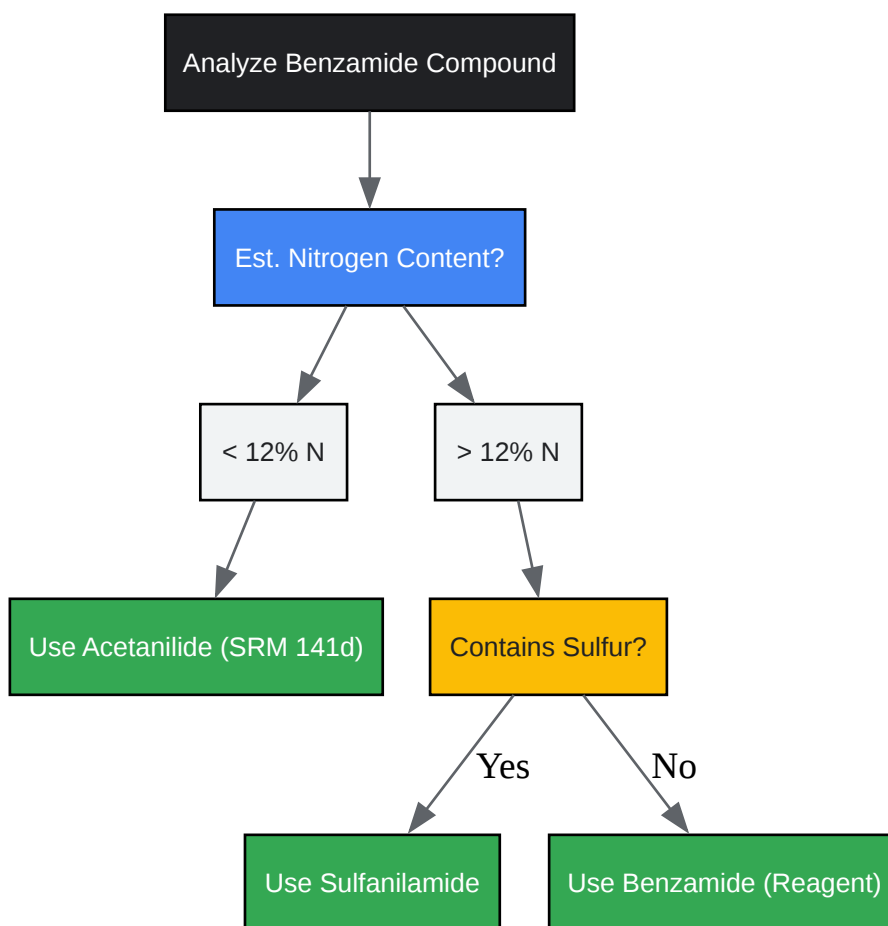 Analyze Benzamide Compound
Est. Nitrogen Content?
< 12% N
> 12% N
Use Acetanilide (SRM 141d)
Contains Sulfur?
Yes
No
Use Sulfanilamide
Use Benzamide (Reagent)